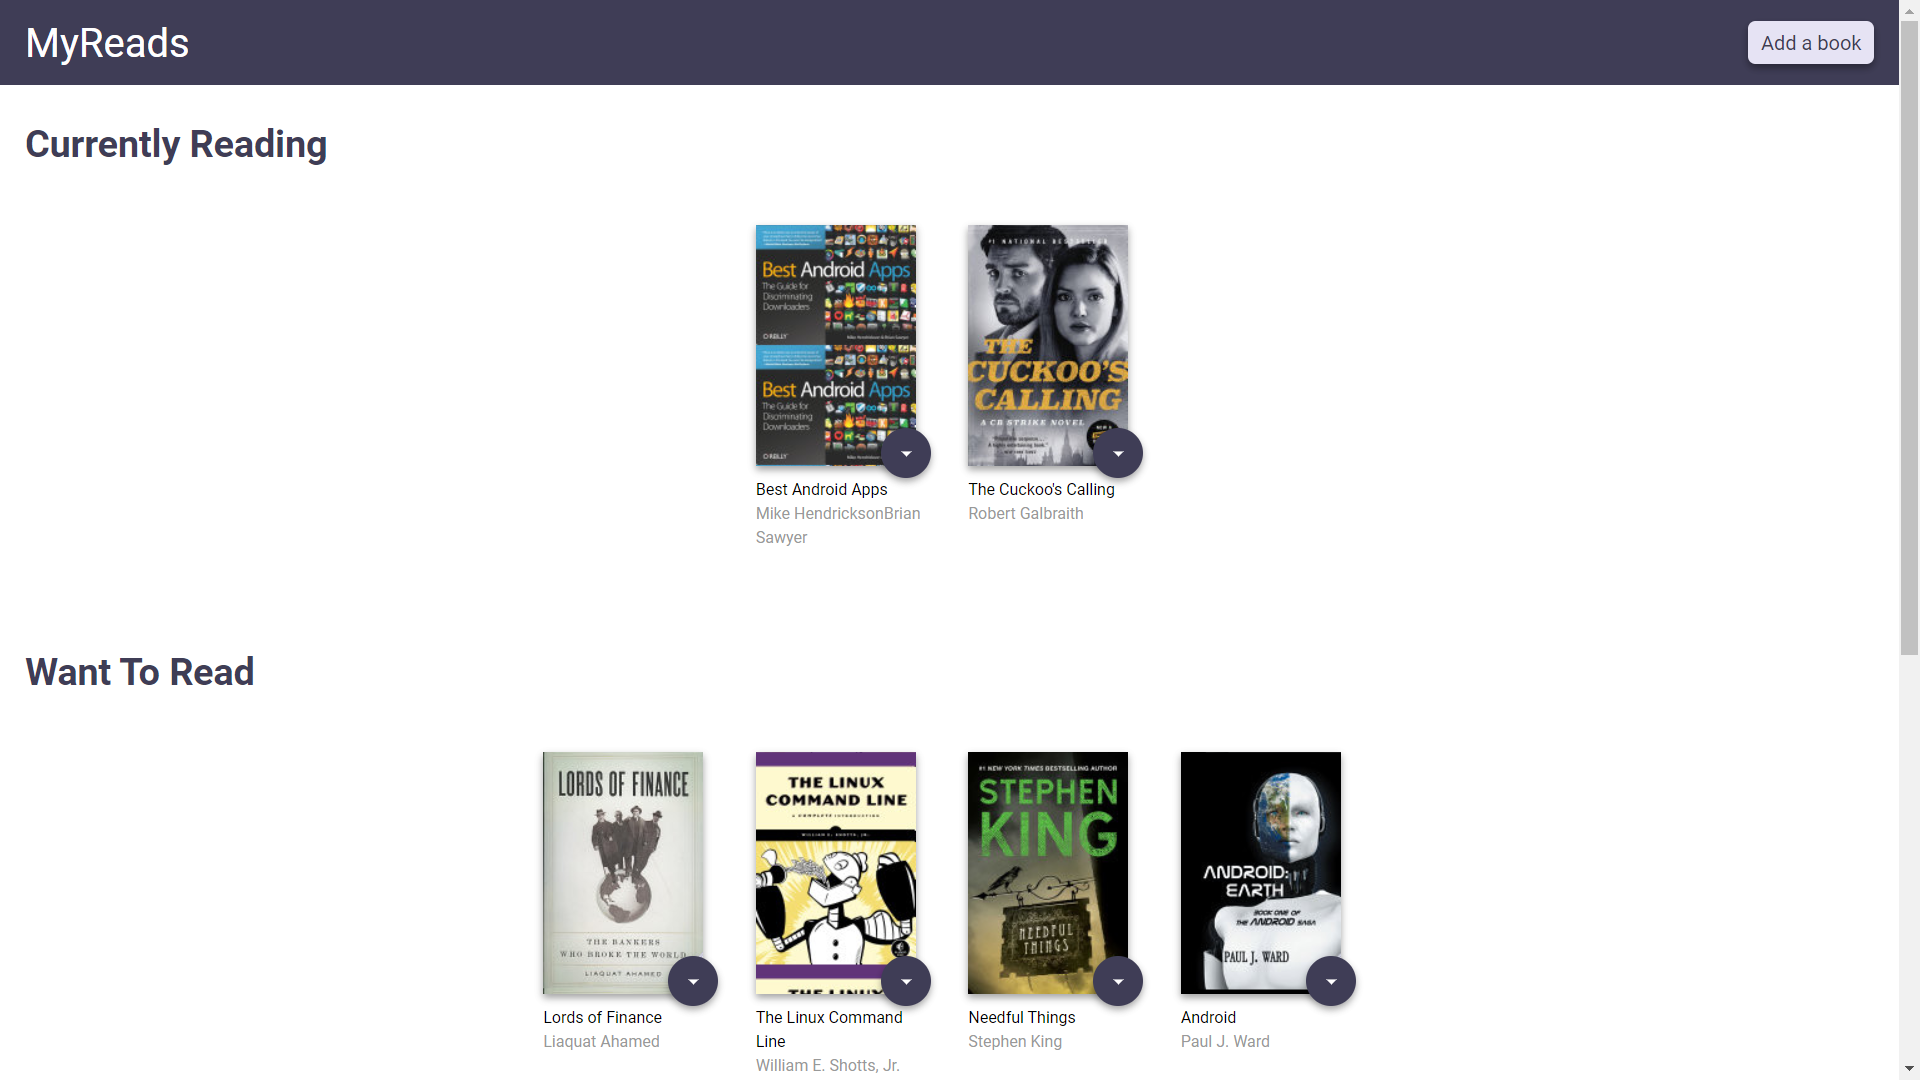 MyReads
Add a book
Currently Reading
Best Android Apps
The Guide for
Discriminating
Downloaders
O'REILLY
Best Android Apps
The Guide for
Discriminating
Downloaders
O'REILLY
#1 NATIONAL BESTSELLER
THE
CUCKOO'S
CALLING
A CB STRIKE NOVEL
Best Android Apps
Mike HendricksonBrian
Sawyer
The Cuckoo's Calling
Robert Galbraith
Want To Read
LORDS OF FINANCE
THE BANKERS
WHO BROKE THE WORLD
LIAQUAT AHAMED
THE LINUX
COMMAND LINE
A COMPLETE INTRODUCTION
WILLIAM E. SHOTTS, JR.
THE LINUX
#1 NEW YORK TIMES BESTSELLING AUTHOR
STEPHEN
KING
NEEDFUL
THINGS
ANDROID:
EARTH
BOOK ONE OF
THE ANDROID SAGA
PAUL J. WARD
Lords of Finance
Liaquat Ahamed
The Linux Command
Line
William E. Shotts, Jr.
Needful Things
Stephen King
Android
Paul J. Ward